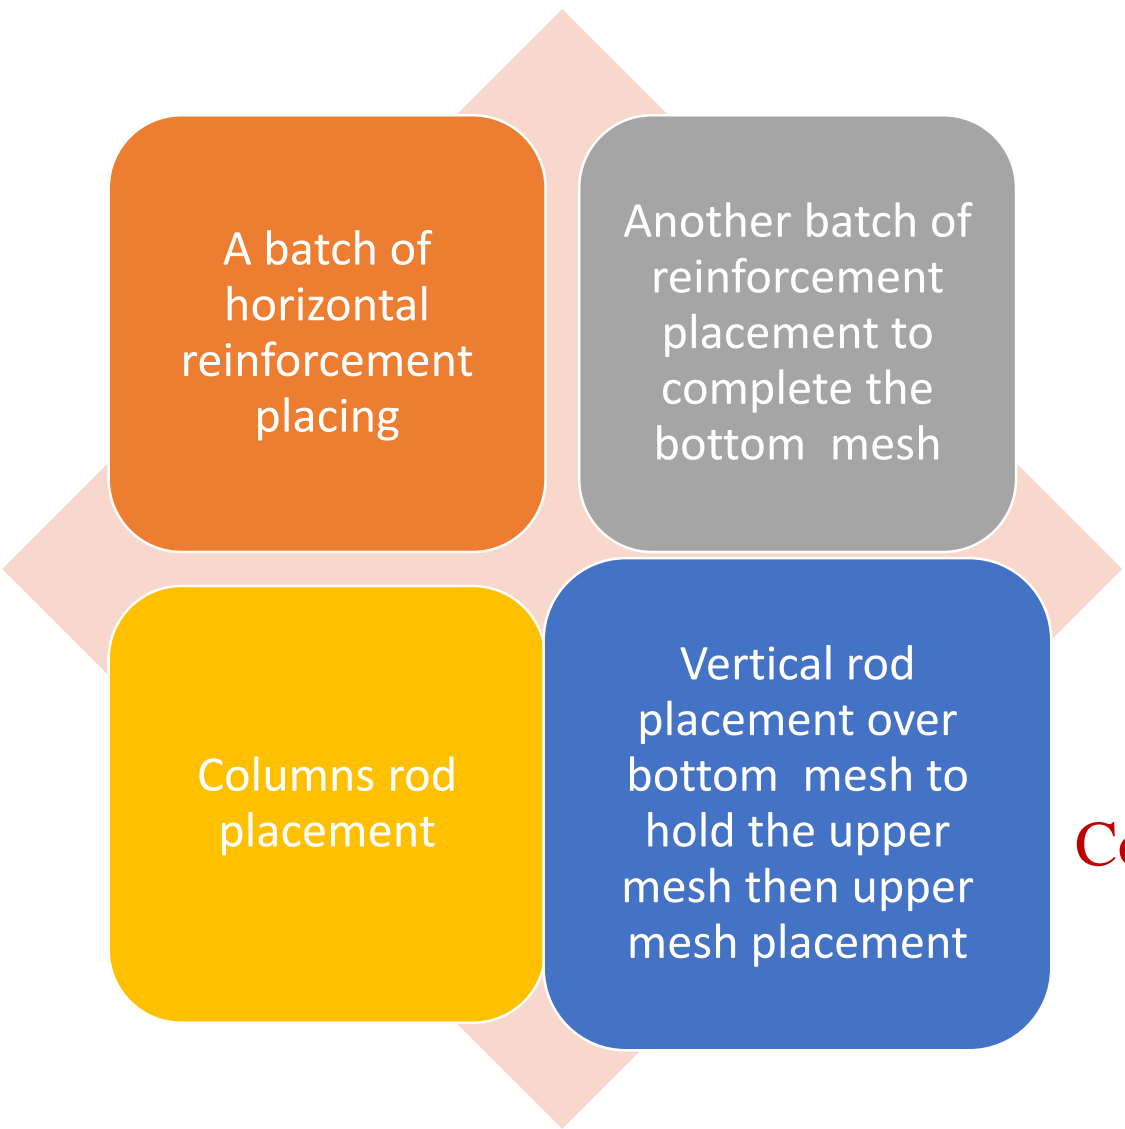 A batch of
horizontal
reinforcement
placing
Another batch of
reinforcement
placement to
complete the
bottom  mesh
Columns rod
placement
Vertical rod
placement over
bottom  mesh to
hold the upper
mesh then upper
mesh placement